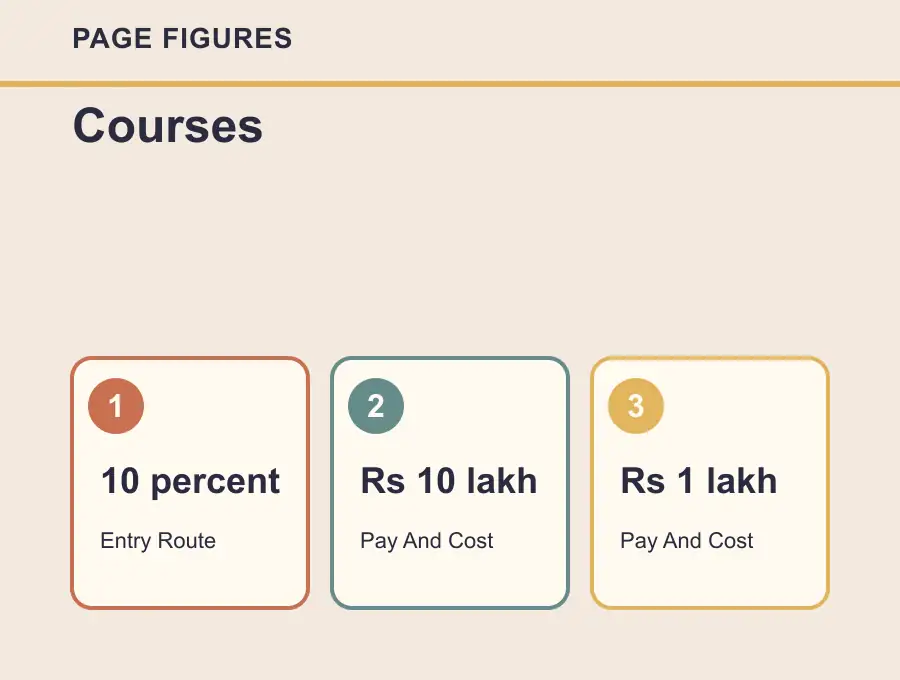 PAGE FIGURES
Courses
1
2
3
10 percent
Rs 10 lakh
Rs 1 lakh
Entry Route
Pay And Cost
Pay And Cost